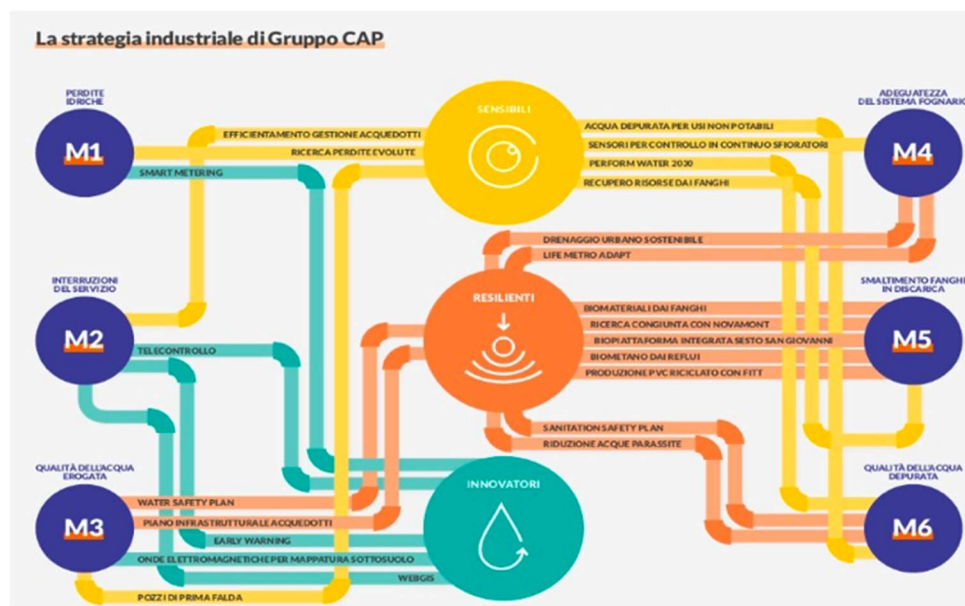 La strategia industriale di Gruppo CAP
PERDITE
IDRICHE
M1
EFFICIENTAMENTO GESTIONE ACQUEDOTTI
RICERCA PERDITE EVOLUTE
SMART METERING
SENSIBILI
ACQUA DEPURATA PER USI NON POTABILI
SENSORI PER CONTROLLO IN CONTINUO SFIORATORI
PERFORM WATER 2030
RECUPERO RISORSE DAI FANGHI
ADEGUATEZZA
DEL SISTEMA FOGNARIO
M4
DRENAGGIO URBANO SOSTENIBILE
LIFE METRO ADAPT
INTERRUZIONI
DEL SERVIZIO
M2
TELECONTROLLO
RESILIENTI
BIOMATERIALI DAI FANGHI
RICERCA CONGIUNTA CON NOVAMONT
BIOPIATTAFORMA INTEGRATA SESTO SAN GIOVANNI
BIOMETANO DAI REFLUI
PRODUZIONE PVC RICICLATO CON FITT
SMALTIMENTO FANGHI
IN DISCARICA
M5
SANITATION SAFETY PLAN
RIDUZIONE ACQUE PARASSITE
QUALITÀ DELL'ACQUA
EROGATA
M3
WATER SAFETY PLAN
PIANO INFRASTRUTTURALE ACQUEDOTTI
EARLY WARNING
ONDE ELETTROMAGNETICHE PER MAPPATURA SOTTOSUOLO
WEBGIS
POZZI DI PRIMA FALDA
INNOVATORI
QUALITÀ DELL'ACQUA
DEPURATA
M6